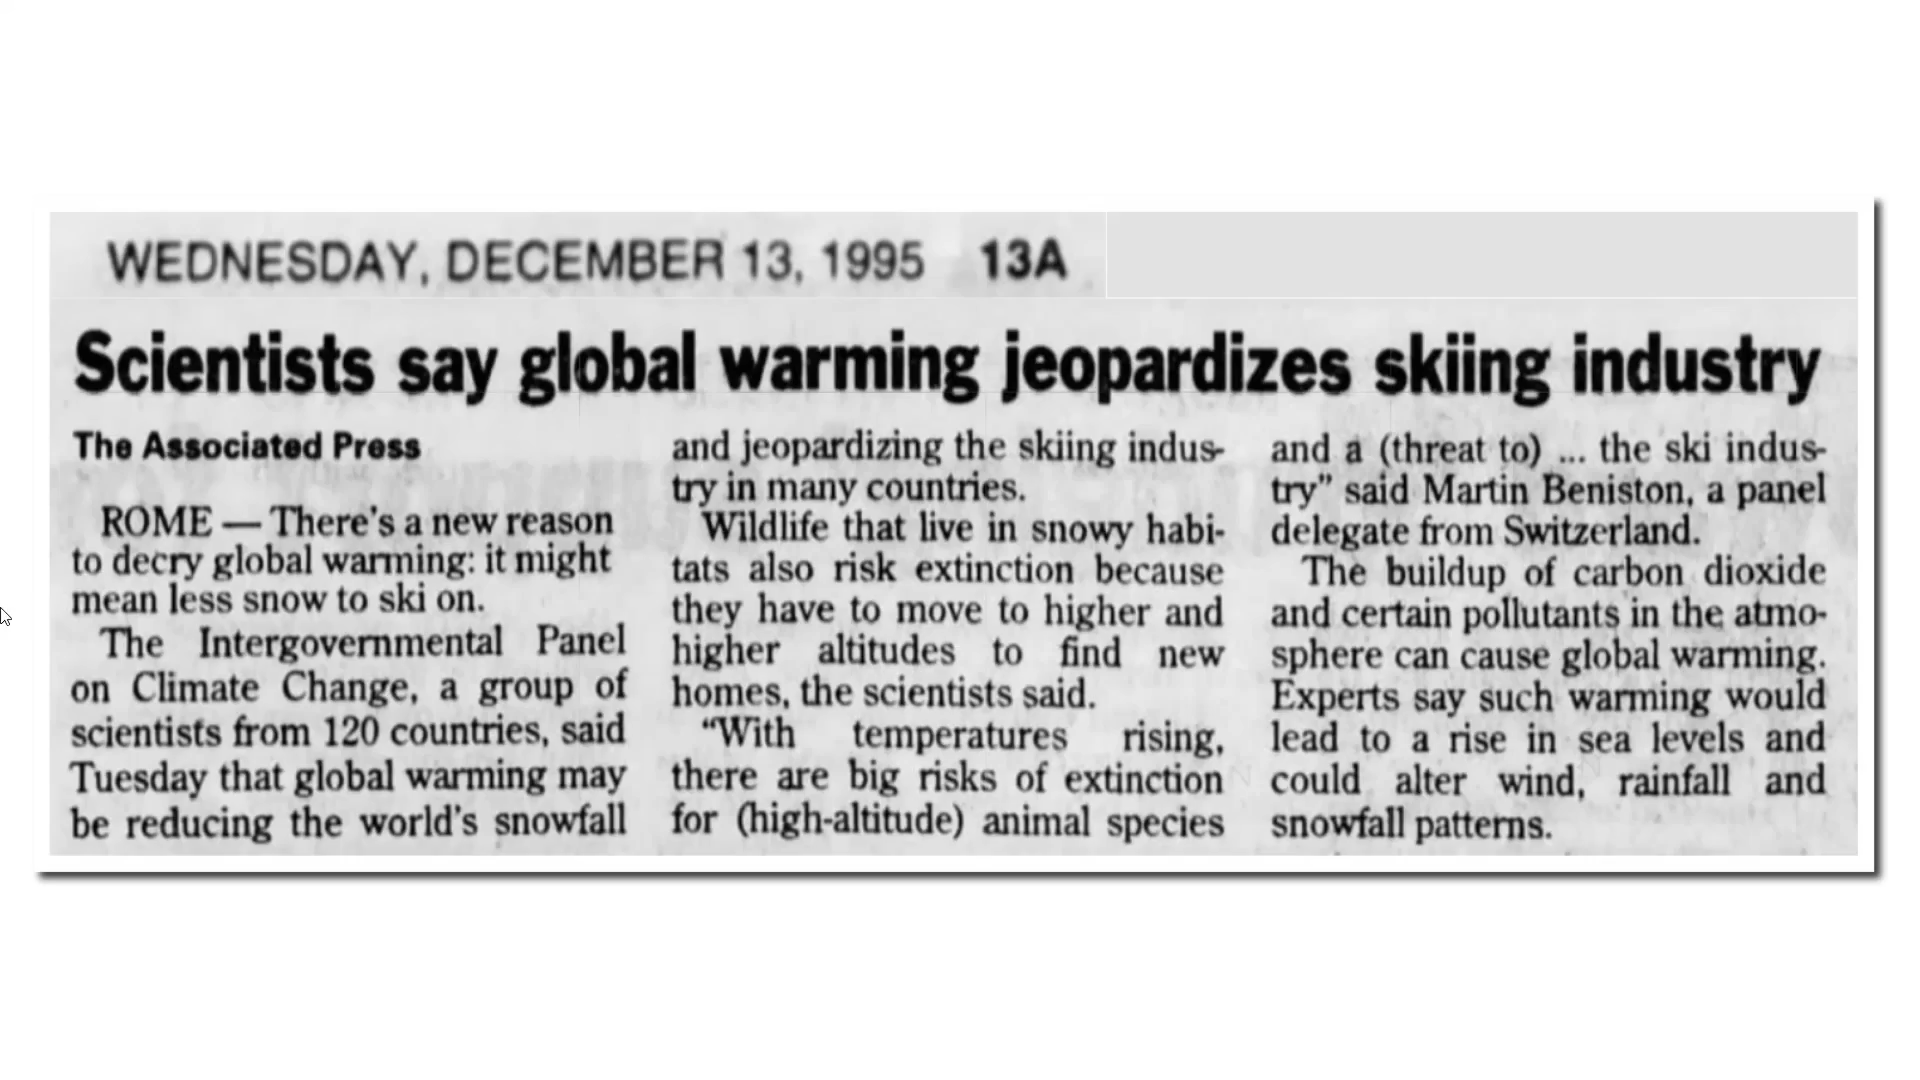 WEDNESDAY, DECEMBER 13, 1995 13A
Scientists say global warming jeopardizes skiing industry
The Associated Press
ROME — There's a new reason
to decry global warming: it might
mean less snow to ski on.
The Intergovernmental Panel
on Climate Change, a group of
scientists from 120 countries, said
Tuesday that global warming may
be reducing the world's snowfall
and jeopardizing the skiing indus-
try in many countries.
Wildlife that live in snowy habi-
tats also risk extinction because
they have to move to higher and
higher altitudes to find new
homes, the scientists said.
“With temperatures rising,
there are big risks of extinction
for (high-altitude) animal species
and a (threat to) ... the ski indus-
try” said Martin Beniston, a panel
delegate from Switzerland.
The buildup of carbon dioxide
and certain pollutants in the atmo-
sphere can cause global warming.
Experts say such warming would
lead to a rise in sea levels and
could alter wind, rainfall and
snowfall patterns.